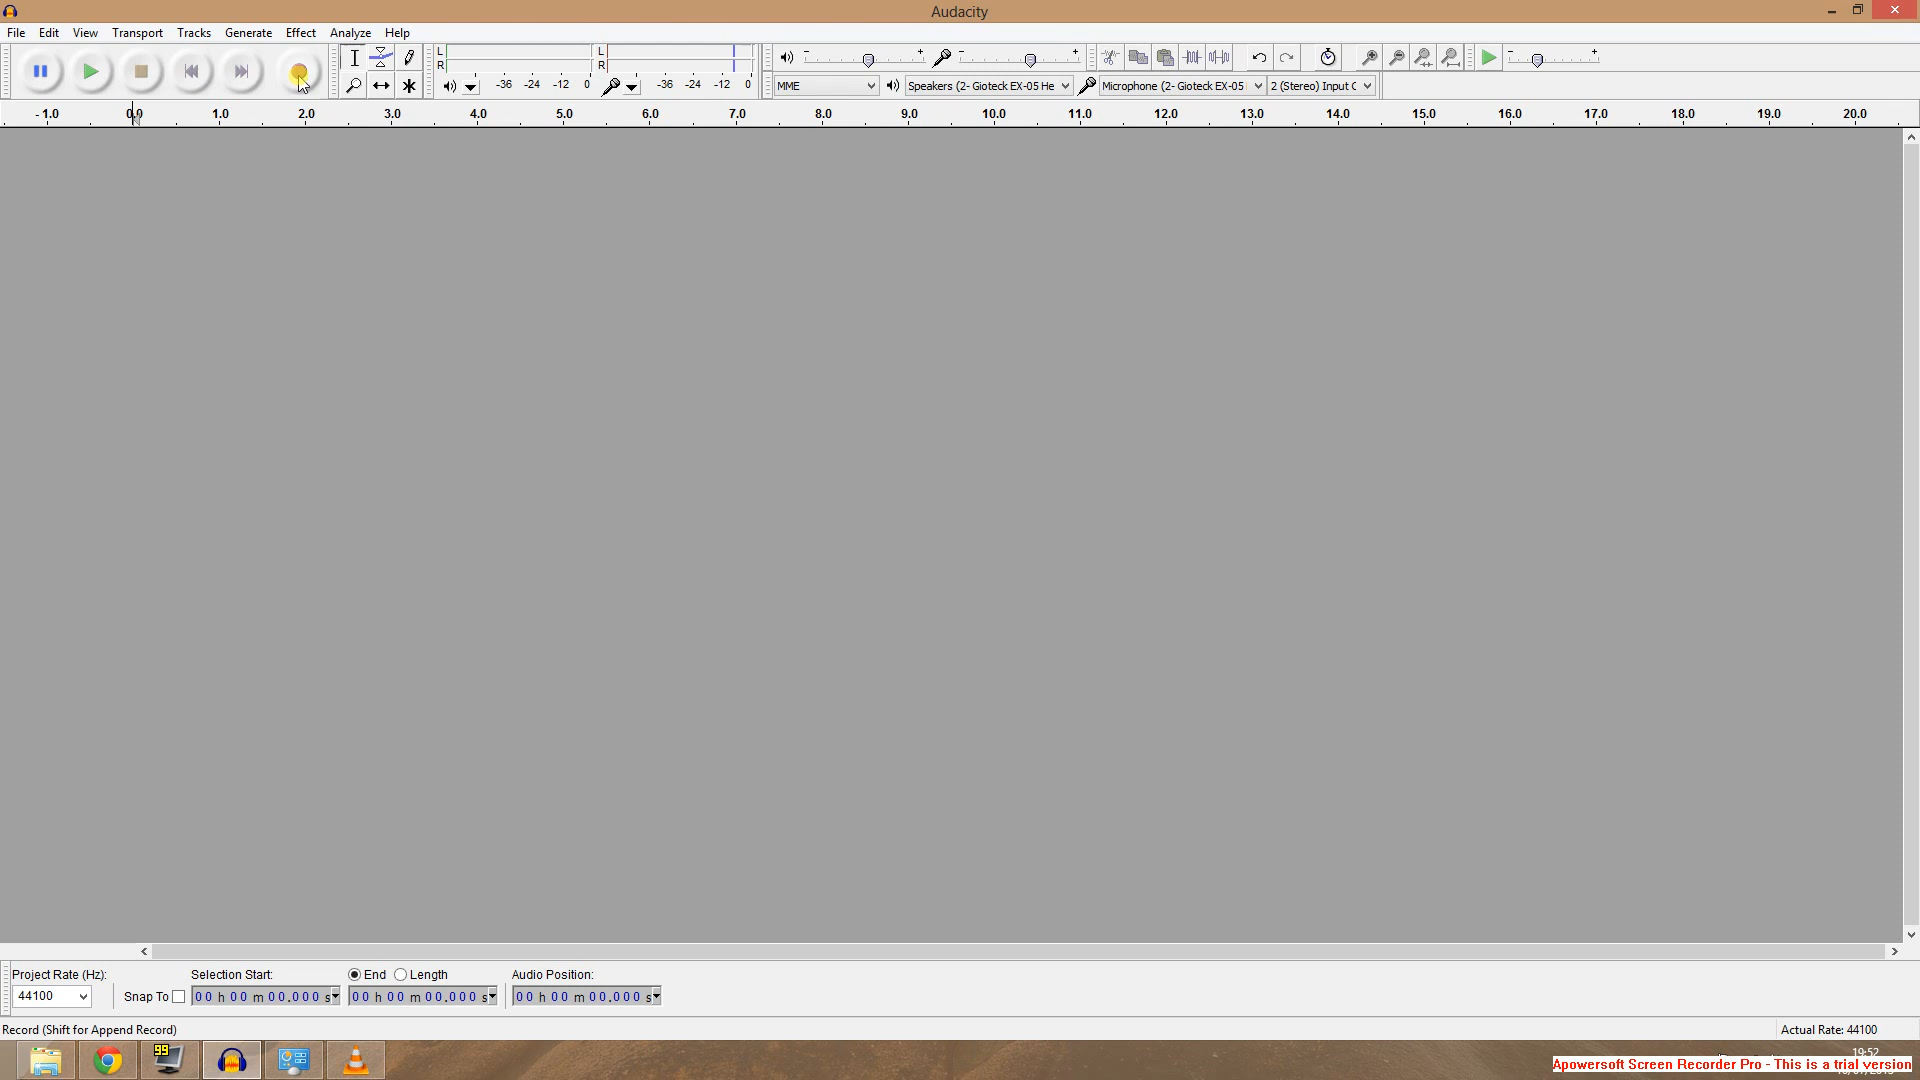 Audacity
File Edit View Transport Tracks Generate Effect Analyze Help
L
R
L
R
-36 -24 -12 0
-36 -24 -12 0
MME
Speakers (2- Gioteck EX-05 He
Microphone (2- Gioteck EX-05
2 (Stereo) Input C
- 1.0 0.0 1.0 2.0 3.0 4.0 5.0 6.0 7.0 8.0 9.0 10.0 11.0 12.0 13.0 14.0 15.0 16.0 17.0 18.0 19.0 20.0
Project Rate (Hz): Selection Start: End Length Audio Position:
44100 Snap To 00 h 00 m 00.000 s 00 h 00 m 00.000 s 00 h 00 m 00.000 s
Record (Shift for Append Record) Actual Rate: 44100
99
19:52
Apowersoft Screen Recorder Pro - This is a trial version